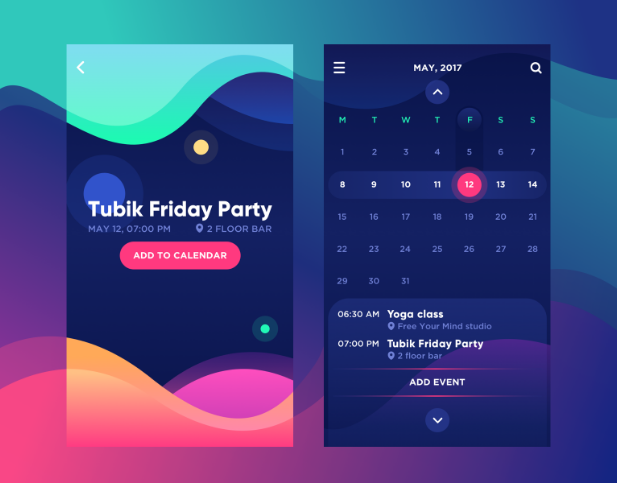 Tubik Friday Party
MAY 12, 07:00 PM 2 FLOOR BAR
ADD TO CALENDAR
MAY, 2017
M T W T F S S
1 2 3 4 5 6 7
8 9 10 11 12 13 14
15 16 17 18 19 20 21
22 23 24 25 26 27 28
29 30 31
06:30 AM Yoga class
Free Your Mind studio
07:00 PM Tubik Friday Party
2 floor bar
ADD EVENT